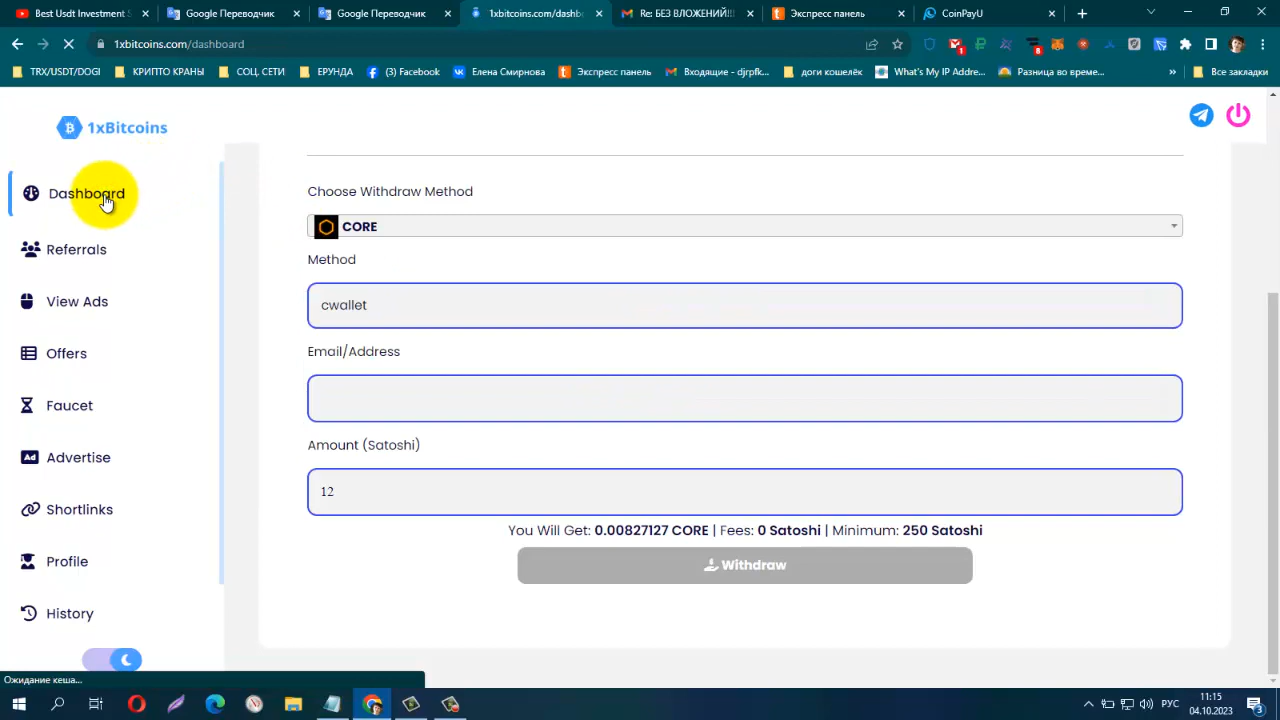 Best Usdt Investment S
Google Переводчик
Google Переводчик
1xbitcoins.com/dashbo
Re: БЕЗ ВЛОЖЕНИЙ!!!
Экспресс панель
CoinPayU
1xbitcoins.com/dashboard
TRX/USDT/DOGI
КРИПТО КРАНЫ
СОЦ. СЕТИ
ЕРУНДА
(3) Facebook
Елена Смирнова
Экспресс панель
Входящие - djrpfk...
доги кошелёк
What's My IP Addre...
Разница во време...
Все закладки
1xBitcoins
Dashboard
Referrals
View Ads
Offers
Faucet
Advertise
Shortlinks
Profile
History
Choose Withdraw Method
CORE
Method
cwallet
Email/Address
Amount (Satoshi)
12
You Will Get: 0.00827127 CORE | Fees: 0 Satoshi | Minimum: 250 Satoshi
Withdraw
Ожидание кеша...
РУС
11:15
04.10.2023
3